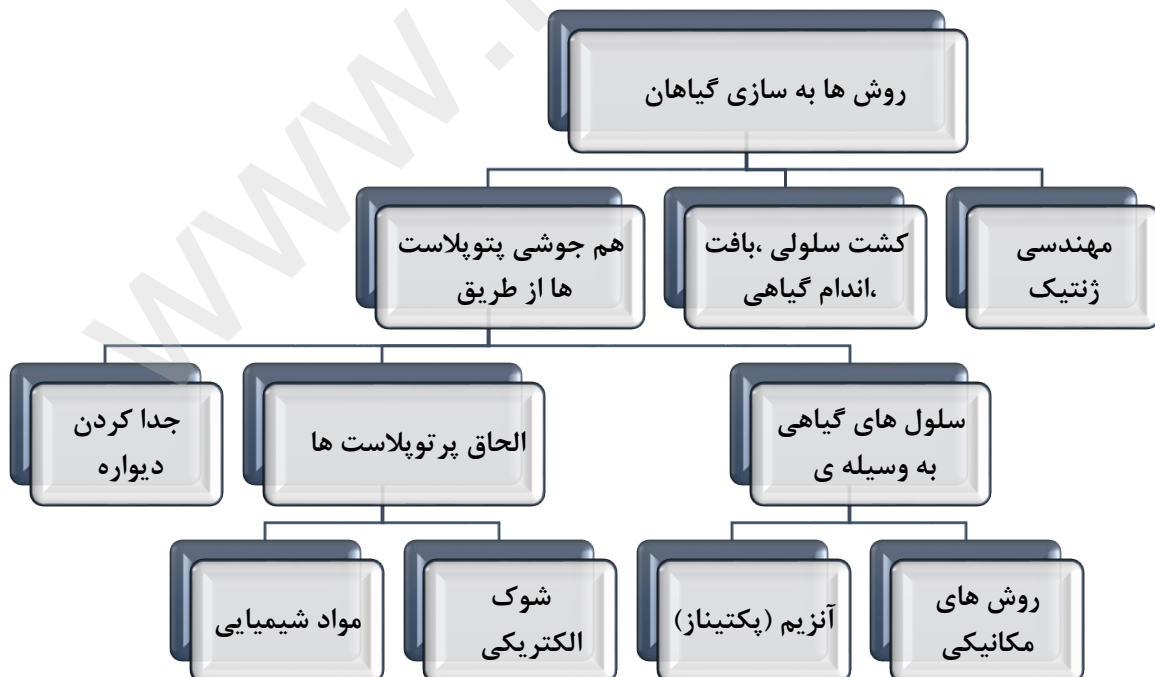 روش ها به سازی گیاهان
مهندسی
ژنتیک
کشت سلولی ،بافت
،اندام گیاهی
هم جوشی پتوپلاست
ها از طریق
سلول های گیاهی
به وسیله ی
الحاق پرتوپلاست ها
جدا کردن
دیواره
روش های
مکانیکی
آنزیم (پکتیناز)
شوک
الکتریکی
مواد شیمیایی
www.